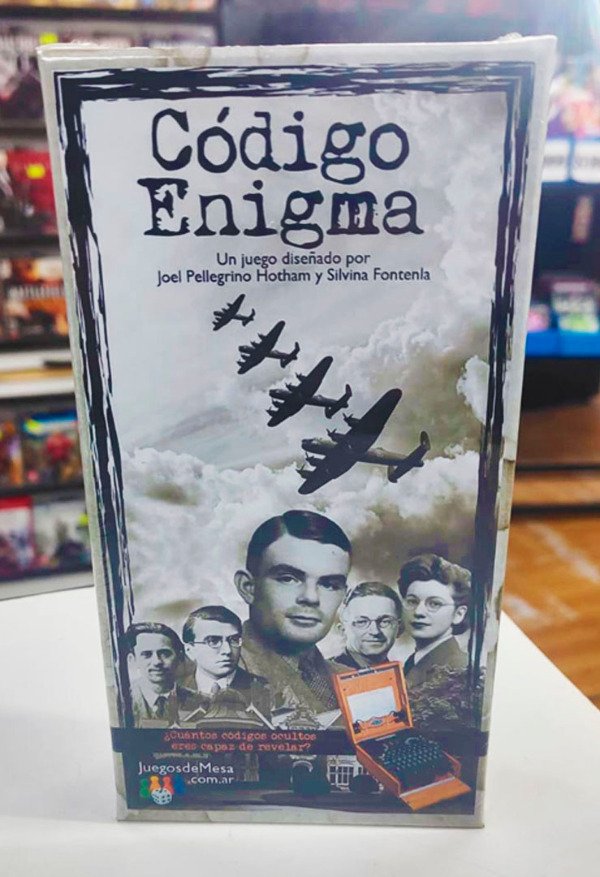 Código
Enigma
Un juego diseñado por
Joel Pellegrino Hotham y Silvina Fontenla
¿Cuántos códigos ocultos
eres capaz de revelar?
JuegosdeMesa
.com.ar